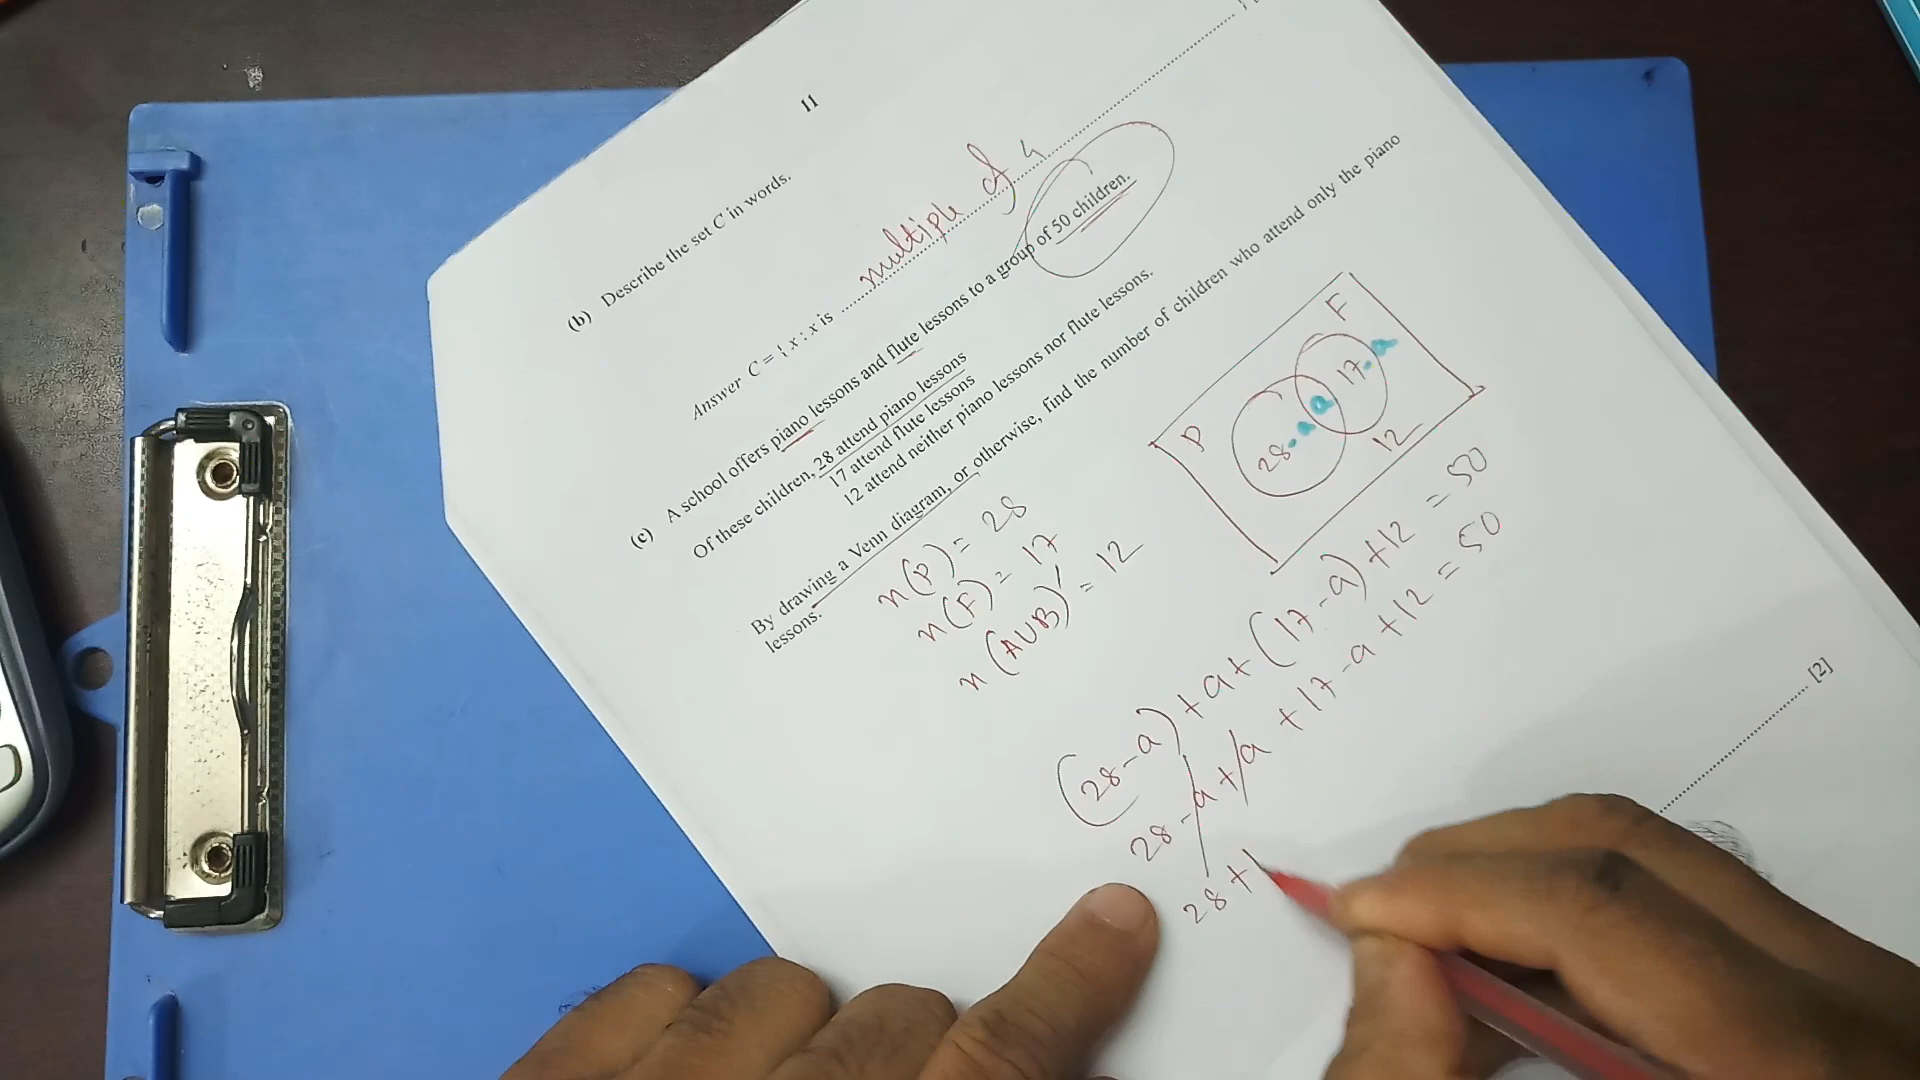 11
(b) Describe the set C in words.
Answer C = { x : x is multiple of 4
(c) A school offers piano lessons and flute lessons to a group of 50 children.
Of these children, 28 attend piano lessons
17 attend flute lessons
12 attend neither piano lessons nor flute lessons.
By drawing a Venn diagram, or otherwise, find the number of children who attend only the piano
lessons.
n(P) = 28
n(F) = 17
n(AUB)' = 12
P F
28-a a 17-a
12
(28-a) + a + (17-a) + 12 = 50
28-a+a+17-a+12 = 50
28+1
[2]